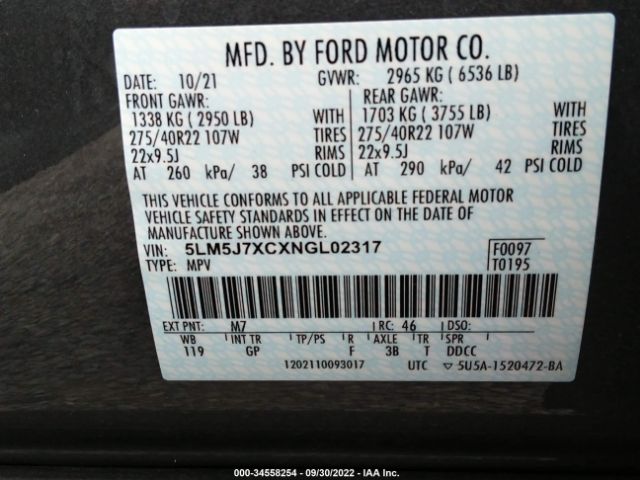 MFD. BY FORD MOTOR CO.
DATE: 10/21 GVWR: 2965 KG ( 6536 LB)
FRONT GAWR: REAR GAWR:
1338 KG ( 2950 LB) WITH 1703 KG ( 3755 LB) WITH
275/40R22 107W TIRES 275/40R22 107W TIRES
22x9.5J RIMS 22x9.5J RIMS
AT 260 kPa/ 38 PSI COLD AT 290 kPa/ 42 PSI COLD
THIS VEHICLE CONFORMS TO ALL APPLICABLE FEDERAL MOTOR
VEHICLE SAFETY STANDARDS IN EFFECT ON THE DATE OF
MANUFACTURE SHOWN ABOVE.
VIN: 5LM5J7XCXNGL02317 F0097
TYPE: MPV T0195
EXT PNT: M7 RC: 46 DSO:
WB INT TR TP/PS R AXLE TR SPR
119 GP F 3B T DDCC
1202110093017 UTC ▽ 5U5A-1520472-BA
000-34558254 - 09/30/2022 - IAA Inc.